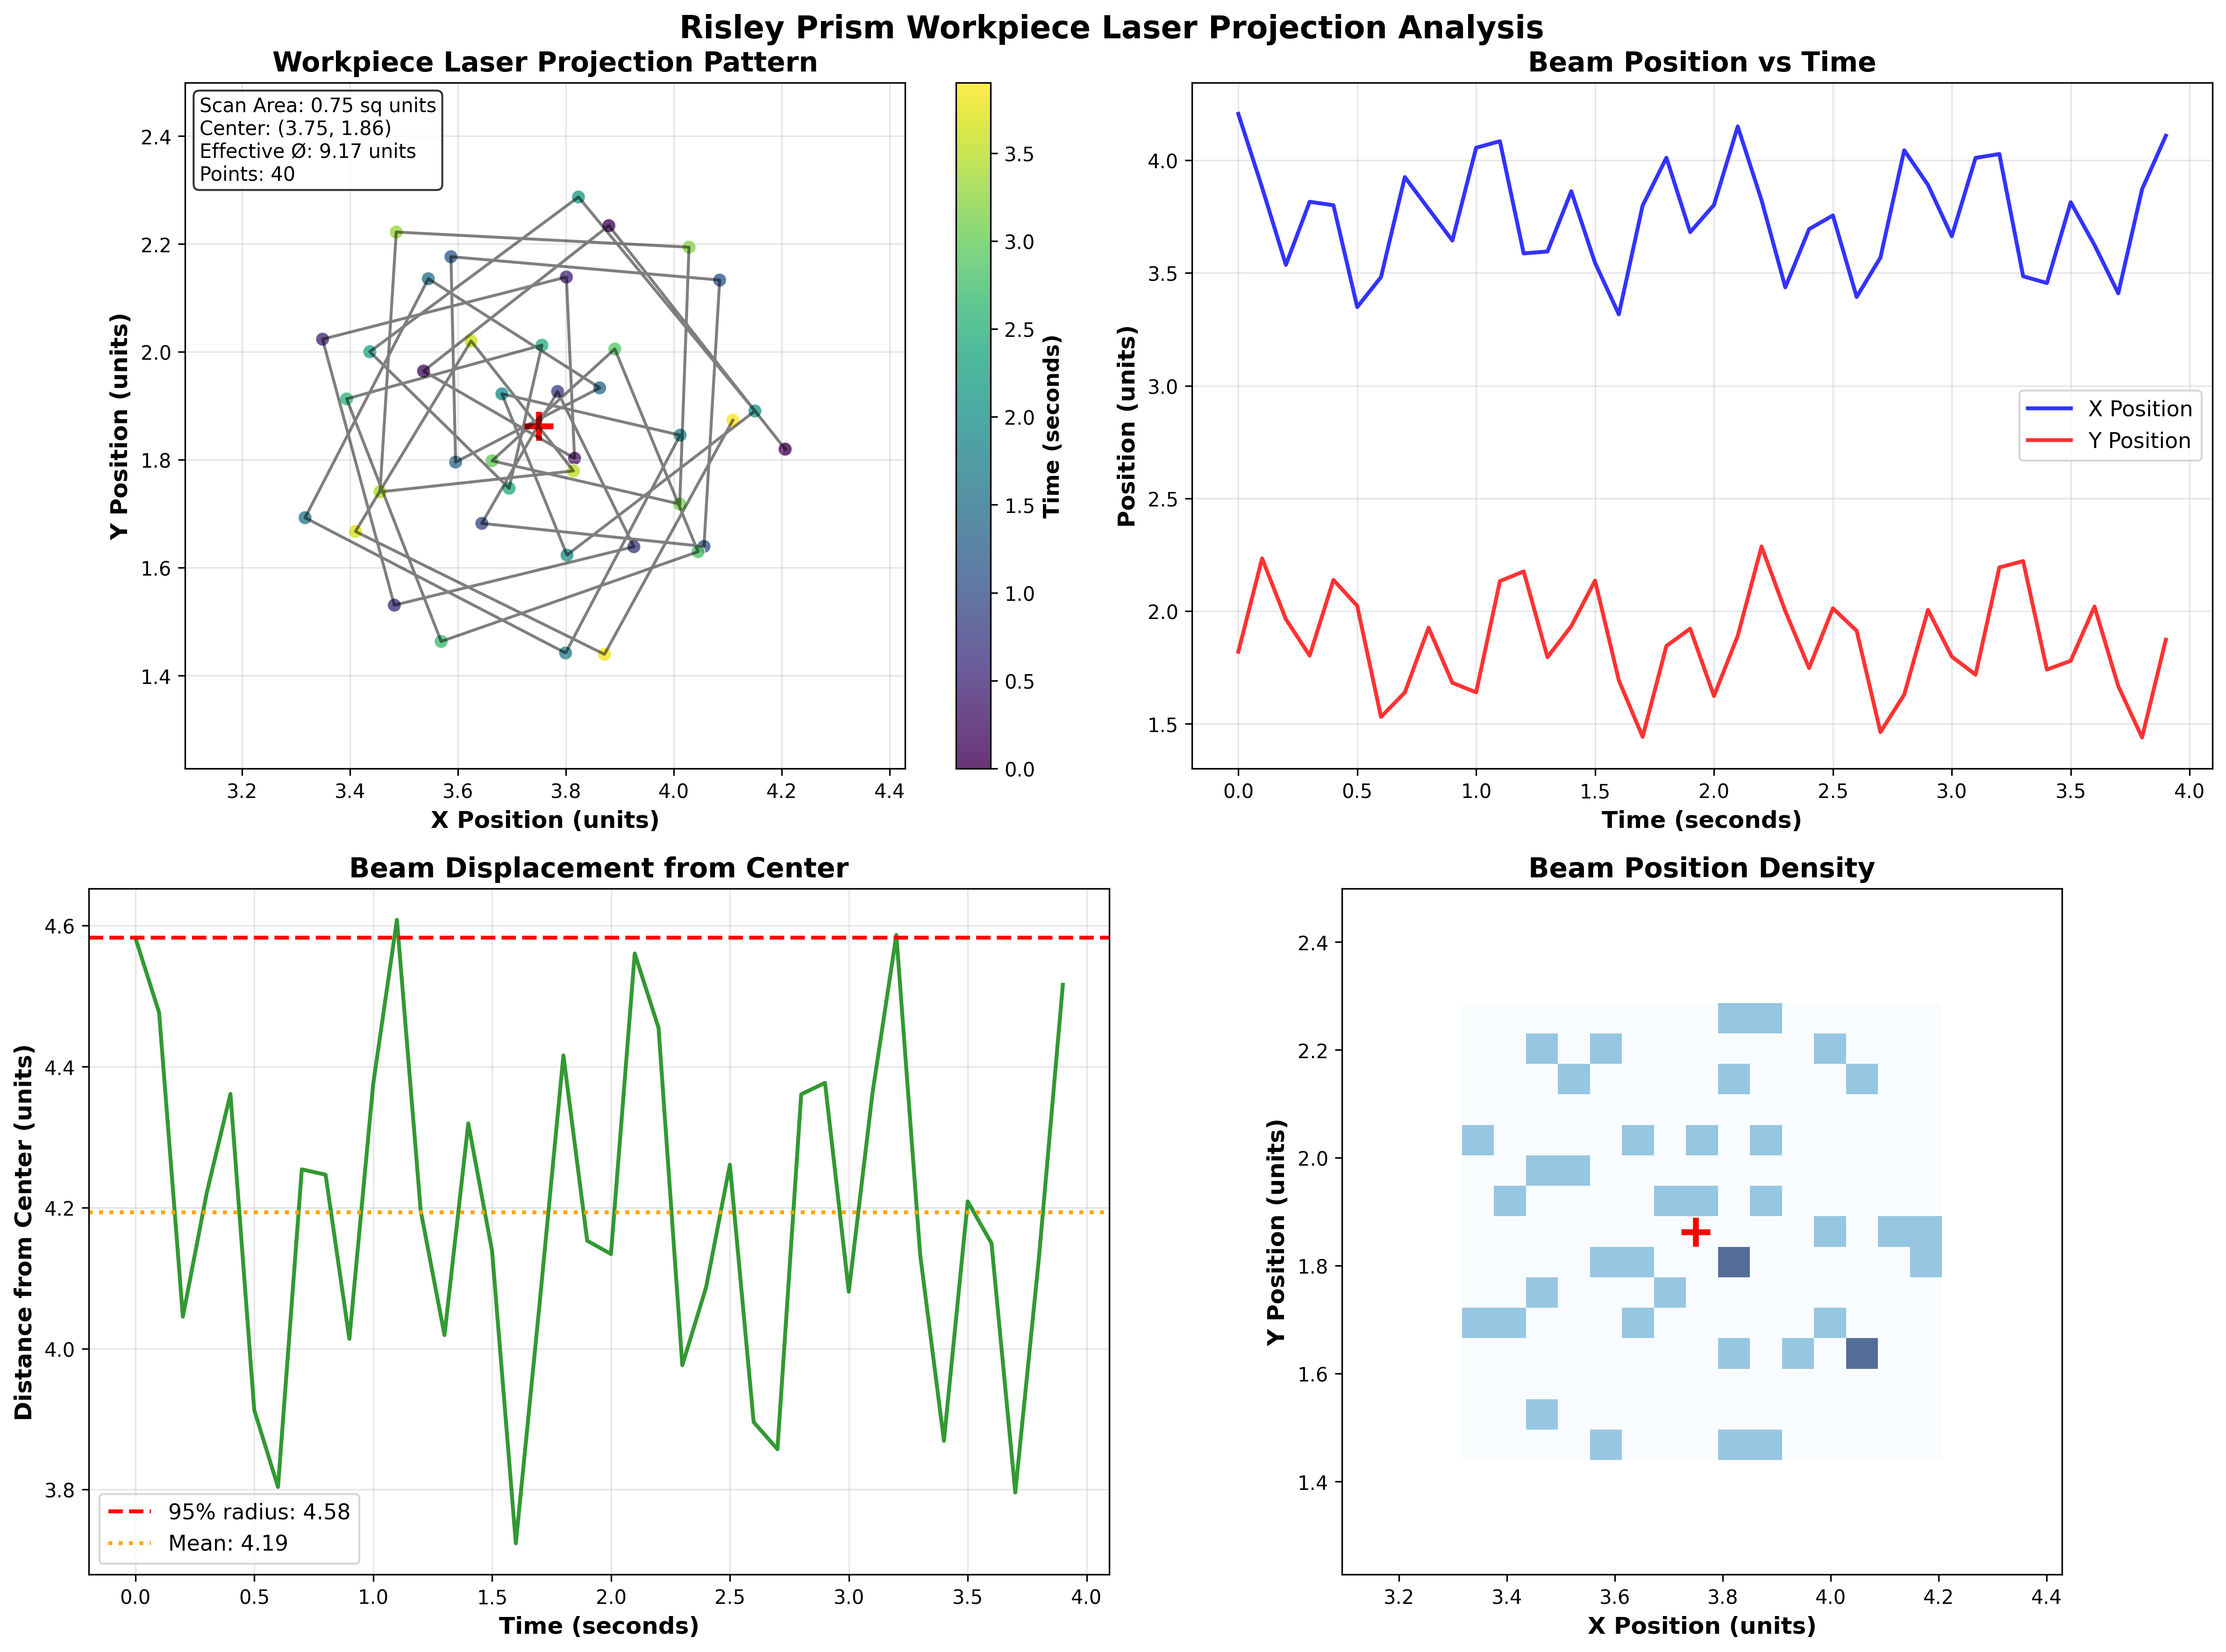 Risley Prism Workpiece Laser Projection Analysis
Workpiece Laser Projection Pattern
Scan Area: 0.75 sq units
Center: (3.75, 1.86)
Effective Ø: 9.17 units
Points: 40
2.4
2.2
2.0
1.8
1.6
1.4
Y Position (units)
3.2 3.4 3.6 3.8 4.0 4.2 4.4
X Position (units)
3.5
3.0
2.5
2.0
1.5
1.0
0.5
0.0
Time (seconds)
Beam Position vs Time
4.0
3.5
3.0
2.5
2.0
1.5
Position (units)
X Position
Y Position
0.0 0.5 1.0 1.5 2.0 2.5 3.0 3.5 4.0
Time (seconds)
Beam Displacement from Center
4.6
4.4
4.2
4.0
3.8
Distance from Center (units)
95% radius: 4.58
Mean: 4.19
0.0 0.5 1.0 1.5 2.0 2.5 3.0 3.5 4.0
Time (seconds)
Beam Position Density
2.4
2.2
2.0
1.8
1.6
1.4
Y Position (units)
3.2 3.4 3.6 3.8 4.0 4.2 4.4
X Position (units)